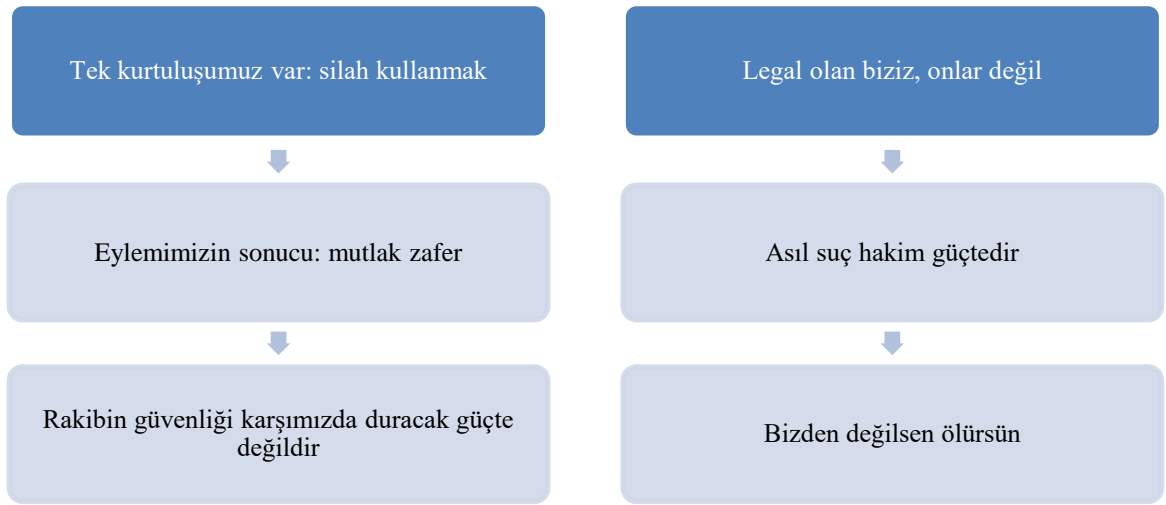 Tek kurtuluşumuz var: silah kullanmak
Eylemimizin sonucu: mutlak zafer
Rakibin güvenliği karşımızda duracak güçte
değildir
Legal olan biziz, onlar değil
Asıl suç hakim güçtedir
Bizden değilsen ölürsün